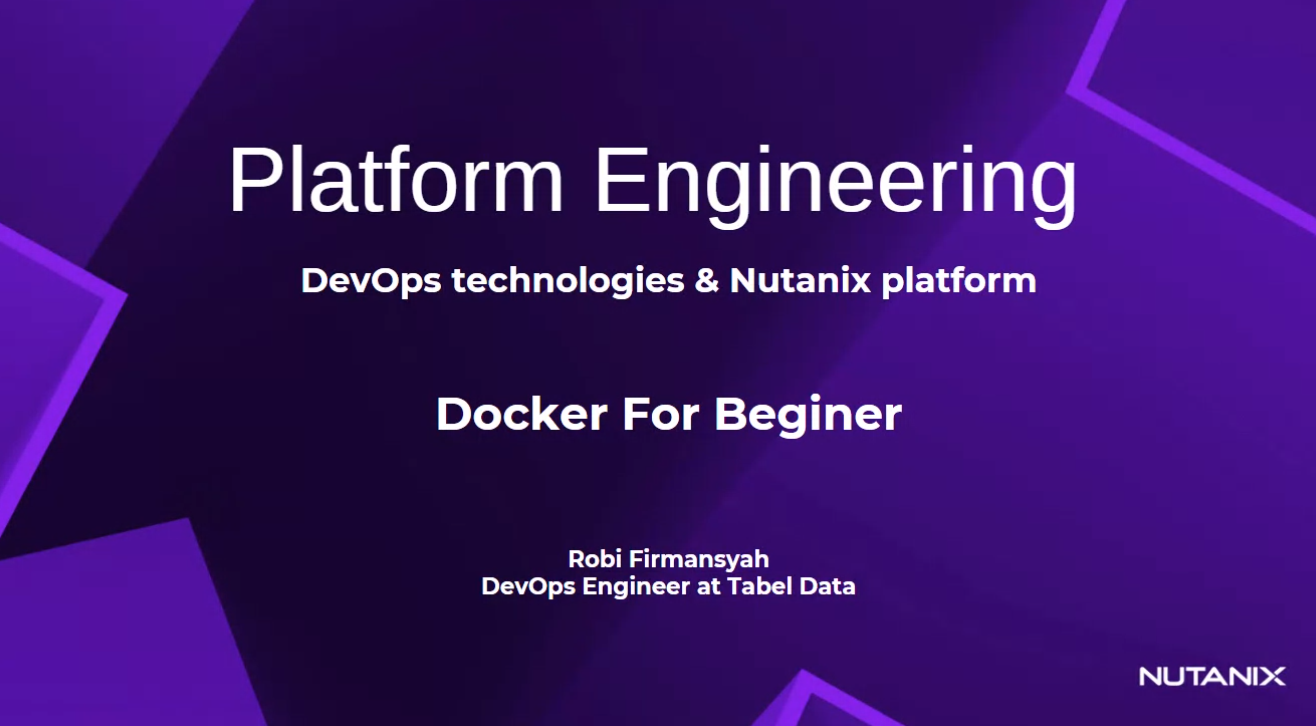 Platform Engineering
DevOps technologies & Nutanix platform
Docker For Beginer
Robi Firmansyah
DevOps Engineer at Tabel Data
NUTANIX